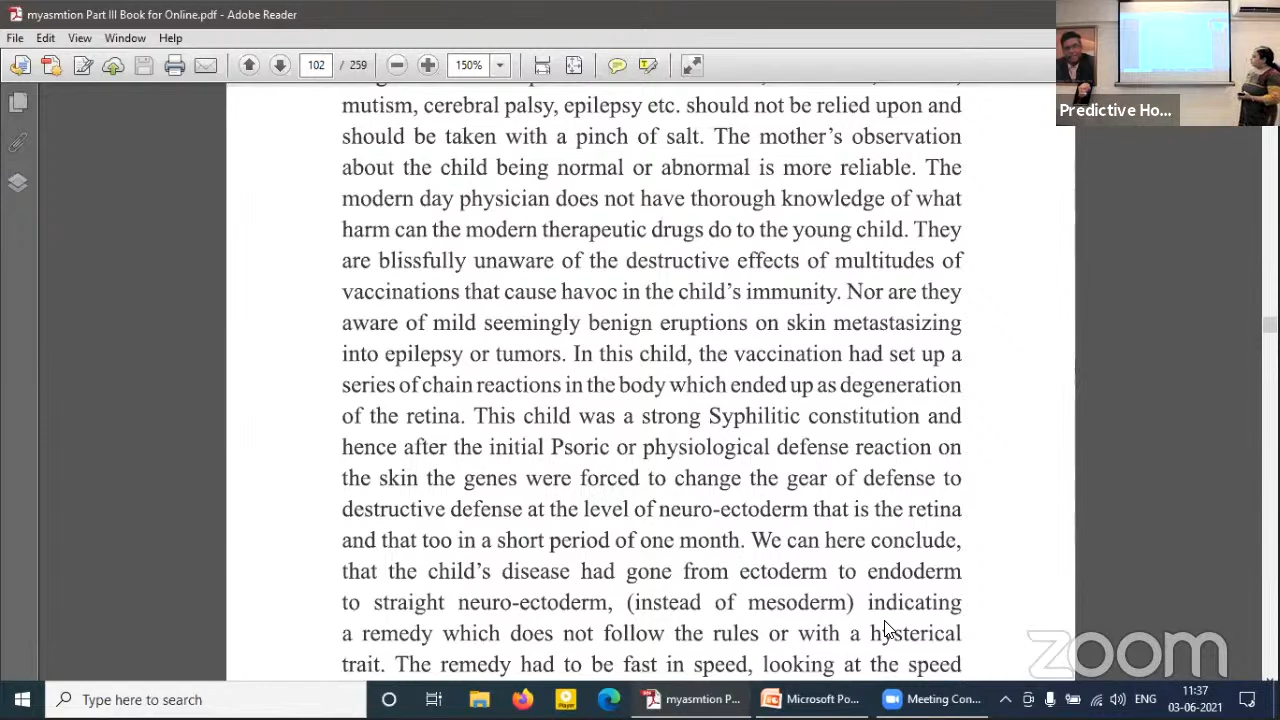 myasmtion Part III Book for Online.pdf - Adobe Reader
File Edit View Window Help
102 / 259 150%
Predictive Ho...
mutism, cerebral palsy, epilepsy etc. should not be relied upon and
should be taken with a pinch of salt. The mother's observation
about the child being normal or abnormal is more reliable. The
modern day physician does not have thorough knowledge of what
harm can the modern therapeutic drugs do to the young child. They
are blissfully unaware of the destructive effects of multitudes of
vaccinations that cause havoc in the child's immunity. Nor are they
aware of mild seemingly benign eruptions on skin metastasizing
into epilepsy or tumors. In this child, the vaccination had set up a
series of chain reactions in the body which ended up as degeneration
of the retina. This child was a strong Syphilitic constitution and
hence after the initial Psoric or physiological defense reaction on
the skin the genes were forced to change the gear of defense to
destructive defense at the level of neuro-ectoderm that is the retina
and that too in a short period of one month. We can here conclude,
that the child's disease had gone from ectoderm to endoderm
to straight neuro-ectoderm, (instead of mesoderm) indicating
a remedy which does not follow the rules or with a hysterical
trait. The remedy had to be fast in speed, looking at the speed
zoom
Type here to search
myasmtion P...
Microsoft Po...
Meeting Con...
ENG
11:37
03-06-2021